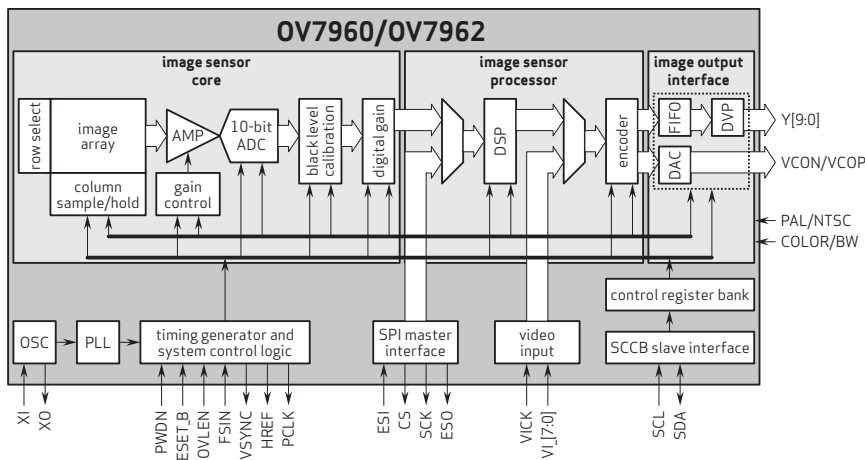 OV7960/OV7962
image sensor
core
image sensor
processor
image output
interface
row select
image
array
AMP
10-bit
ADC
black level
calibration
digital gain
DSP
encoder
FIFO
DVP
DAC
Y[9:0]
VCON/VCOP
column
sample/hold
gain
control
PAL/NTSC
COLOR/BW
control register bank
OSC
PLL
timing generator and
system control logic
SPI master
interface
video
input
SCCB slave interface
XI
XO
PWDN
ESET_B
OVLEN
FSIN
VSYNC
HREF
PCLK
ESI
CS
SCK
ESO
VICK
VI_[7:0]
SCL
SDA